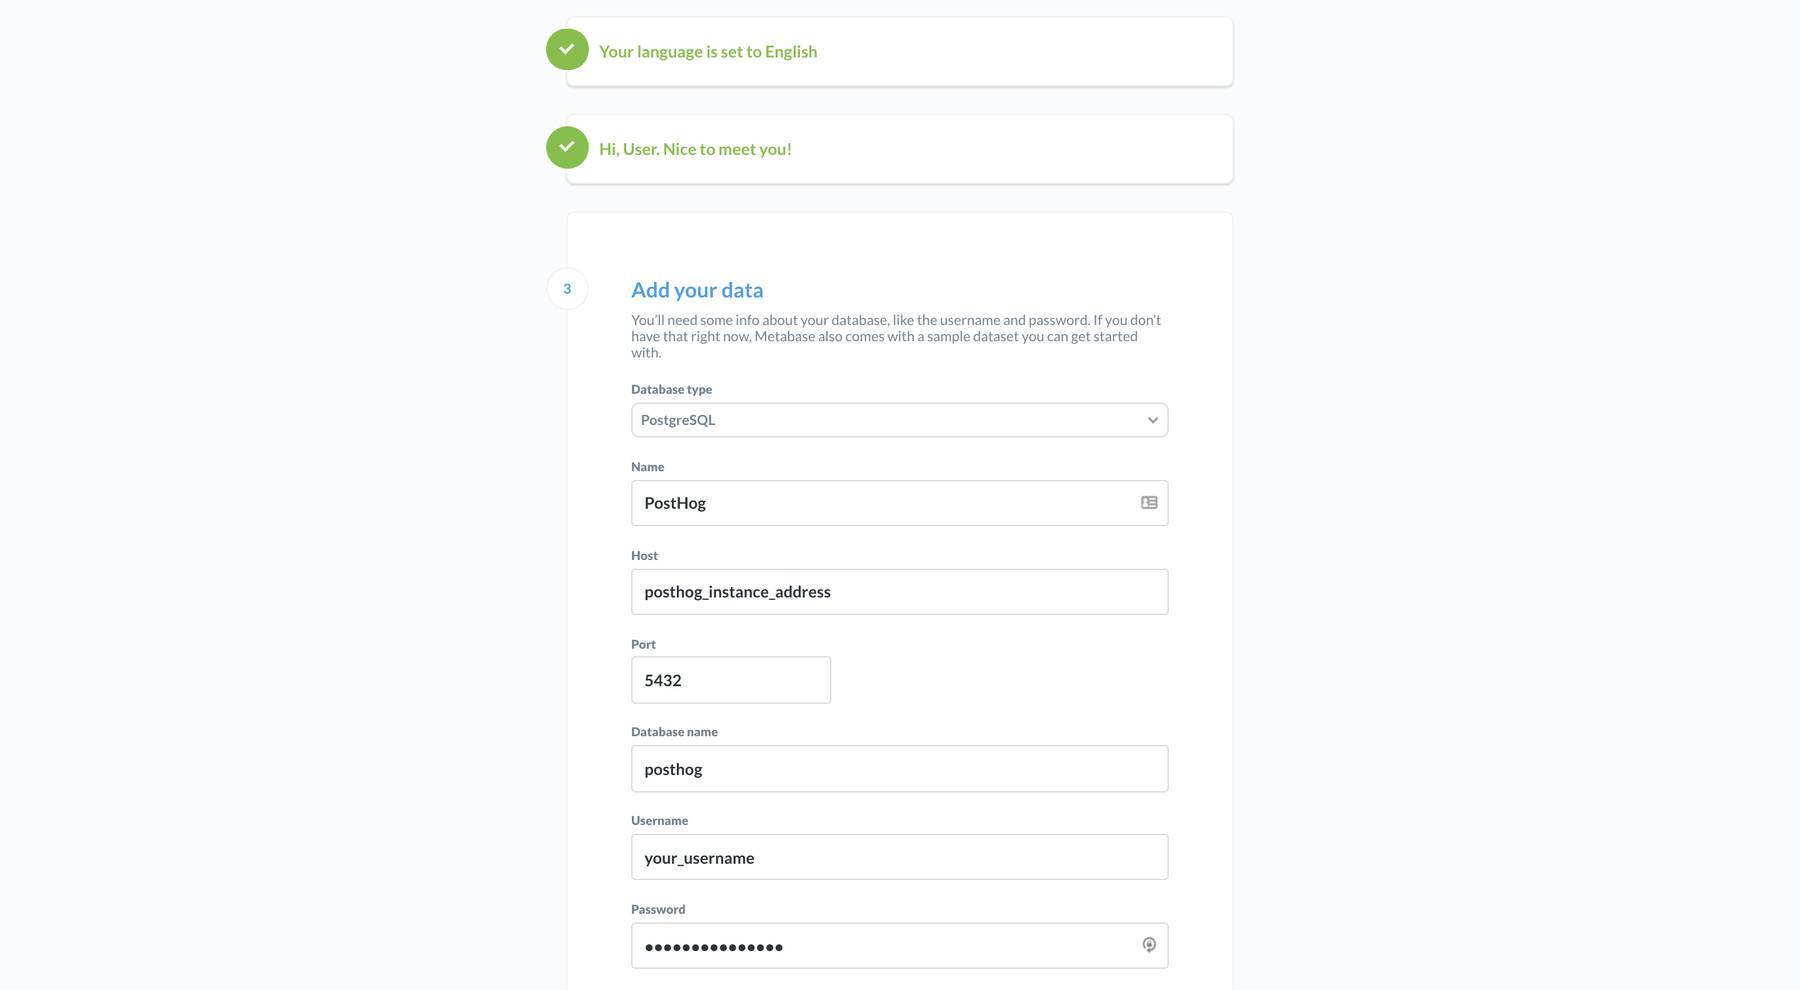 Your language is set to English
Hi, User. Nice to meet you!
3
Add your data
You’ll need some info about your database, like the username and password. If you don’t
have that right now, Metabase also comes with a sample dataset you can get started
with.
Database type
PostgreSQL
Name
PostHog
Host
posthog_instance_address
Port
5432
Database name
posthog
Username
your_username
Password
•••••••••••••••